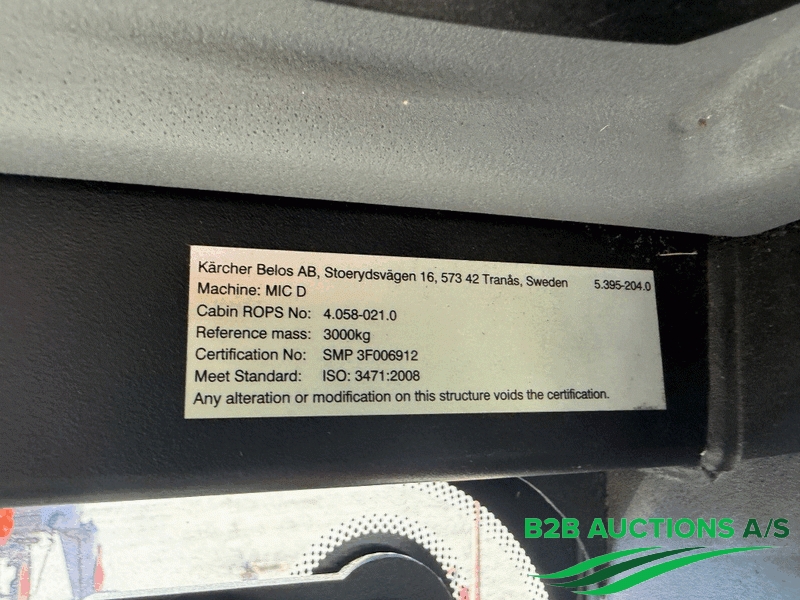 Kärcher Belos AB, Stoerydsvägen 16, 573 42 Tranås, Sweden 5.395-204.0
Machine: MIC D
Cabin ROPS No: 4.058-021.0
Reference mass: 3000kg
Certification No: SMP 3F006912
Meet Standard: ISO: 3471:2008
Any alteration or modification on this structure voids the certification.
B2B AUCTIONS A/S